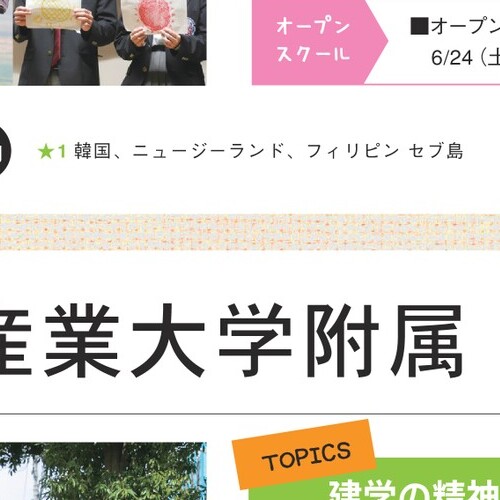 オープン
スクール
■オープン
6/24（土
★1 韓国、ニュージーランド、フィリピン セブ島
産業大学附属
TOPICS
建学の精神